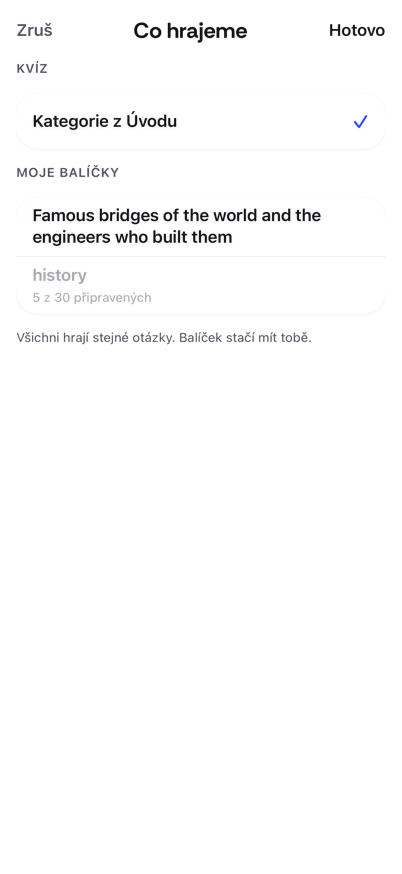 Zruš
Co hrajeme
Hotovo
KVÍZ
Kategorie z Úvodu
MOJE BALÍČKY
Famous bridges of the world and the
engineers who built them
history
5 z 30 připravených
Všichni hrají stejné otázky. Balíček stačí mít tobě.